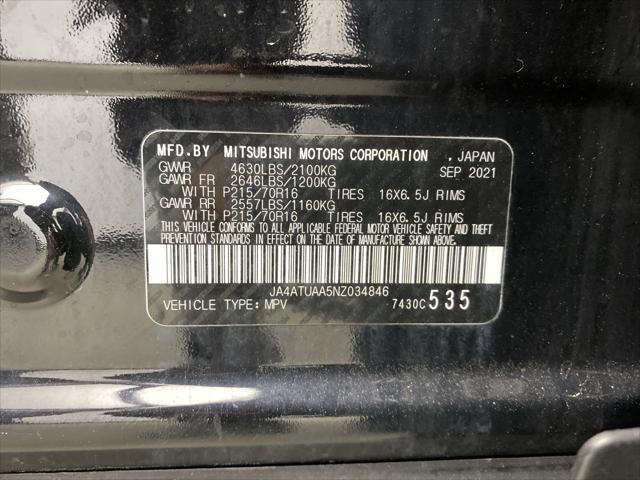 MFD.BY MITSUBISHI MOTORS CORPORATION , JAPAN
GVWR 4630LBS/2100KG SEP 2021
GAWR FR 2646LBS/1200KG
WITH P215/70R16 TIRES 16X6.5J RIMS
GAWR RR 2557LBS/1160KG
WITH P215/70R16 TIRES 16X6.5J RIMS
THIS VEHICLE CONFORMS TO ALL APPLICABLE FEDERAL MOTOR VEHICLE SAFETY AND THEFT
PREVENTION STANDARDS IN EFFECT ON THE DATE OF MANUFACTURE SHOWN ABOVE.
JA4ATUAA5NZ034846
VEHICLE TYPE:MPV 7430C 535